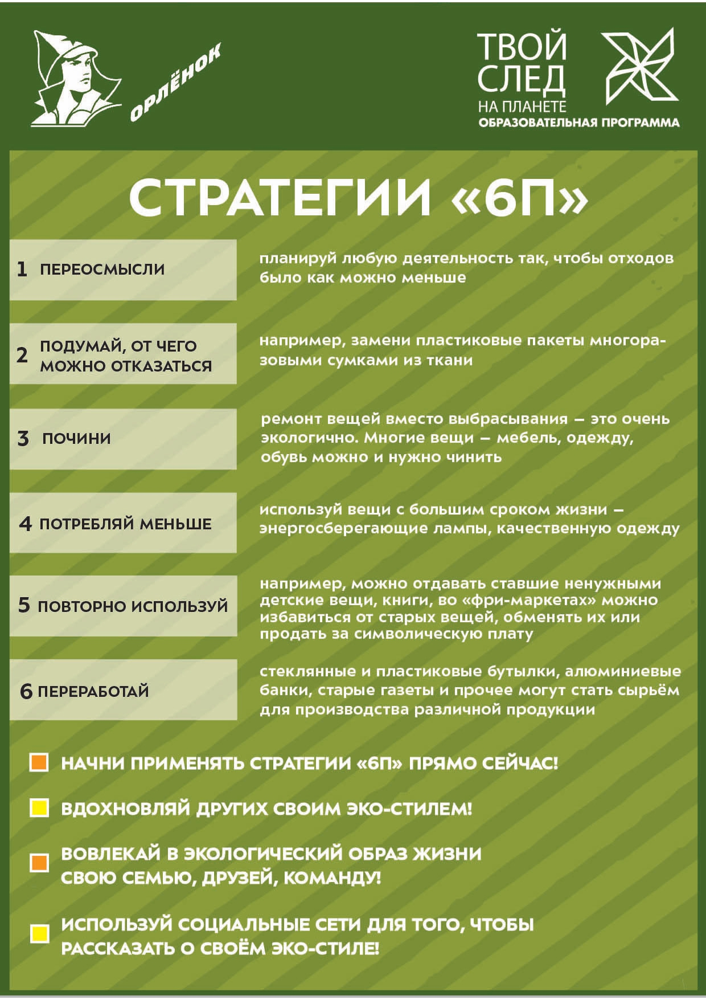 ОРЛЁНОК
ТВОЙ
СЛЕД
НА ПЛАНЕТЕ
ОБРАЗОВАТЕЛЬНАЯ ПРОГРАММА
СТРАТЕГИИ «6П»
1 ПЕРЕОСМЫСЛИ
планируй любую деятельность так, чтобы отходов
было как можно меньше
2 ПОДУМАЙ, ОТ ЧЕГО
МОЖНО ОТКАЗАТЬСЯ
например, замени пластиковые пакеты многора-
зовыми сумками из ткани
3 ПОЧИНИ
ремонт вещей вместо выбрасывания – это очень
экологично. Многие вещи – мебель, одежду,
обувь можно и нужно чинить
4 ПОТРЕБЛЯЙ МЕНЬШЕ
используй вещи с большим сроком жизни –
энергосберегающие лампы, качественную одежду
5 ПОВТОРНО ИСПОЛЬЗУЙ
например, можно отдавать ставшие ненужными
детские вещи, книги, во «фри-маркетах» можно
избавиться от старых вещей, обменять их или
продать за символическую плату
6 ПЕРЕРАБОТАЙ
стеклянные и пластиковые бутылки, алюминиевые
банки, старые газеты и прочее могут стать сырьём
для производства различной продукции
НАЧНИ ПРИМЕНЯТЬ СТРАТЕГИИ «6П» ПРЯМО СЕЙЧАС!
ВДОХНОВЛЯЙ ДРУГИХ СВОИМ ЭКО-СТИЛЕМ!
ВОВЛЕКАЙ В ЭКОЛОГИЧЕСКИЙ ОБРАЗ ЖИЗНИ
СВОЮ СЕМЬЮ, ДРУЗЕЙ, КОМАНДУ!
ИСПОЛЬЗУЙ СОЦИАЛЬНЫЕ СЕТИ ДЛЯ ТОГО, ЧТОБЫ
РАССКАЗАТЬ О СВОЁМ ЭКО-СТИЛЕ!